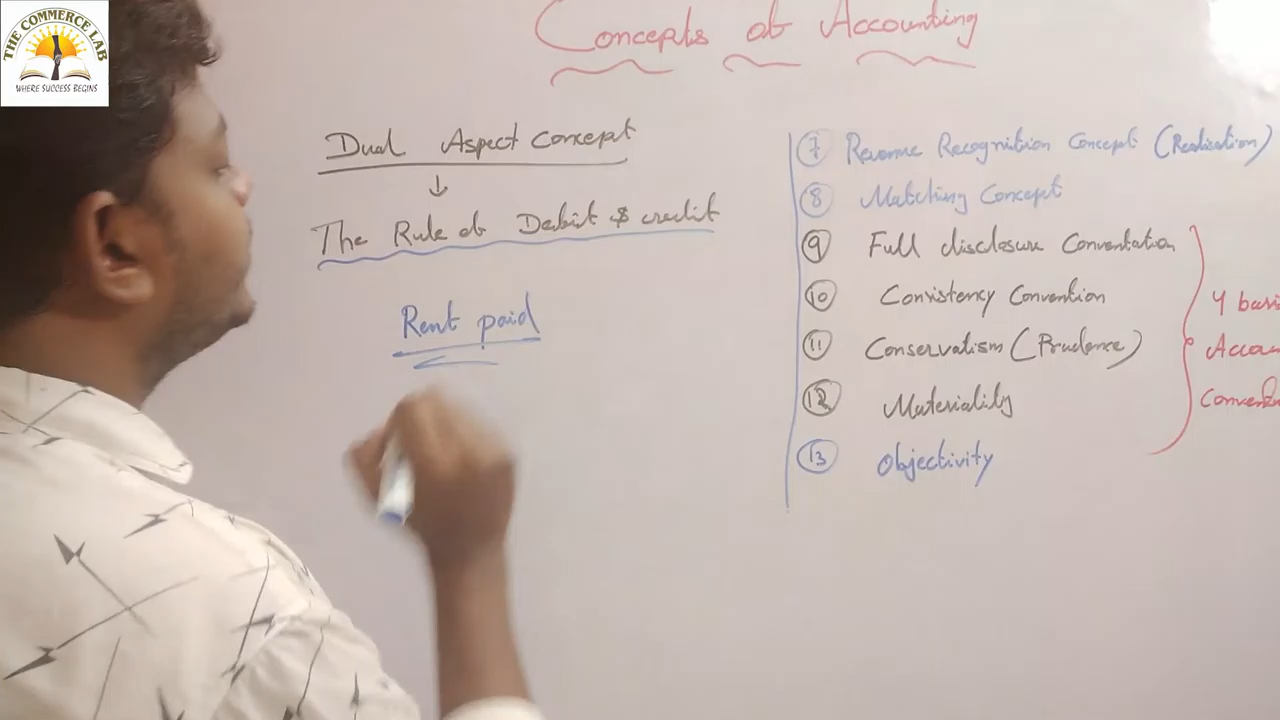 THE COMMERCE LAB
WHERE SUCCESS BEGINS
Concepts of Accounting
Dual Aspect Concept
↓
The Rule of Debit & credit
Rent paid
7 Revenue Recognition Concept (Realisation)
8 Matching Concept
9 Full disclosure Convention
10 Consistency Convention
11 Conservatism (Prudence)
12 Materiality
13 Objectivity
4 basi
Accou
Conven